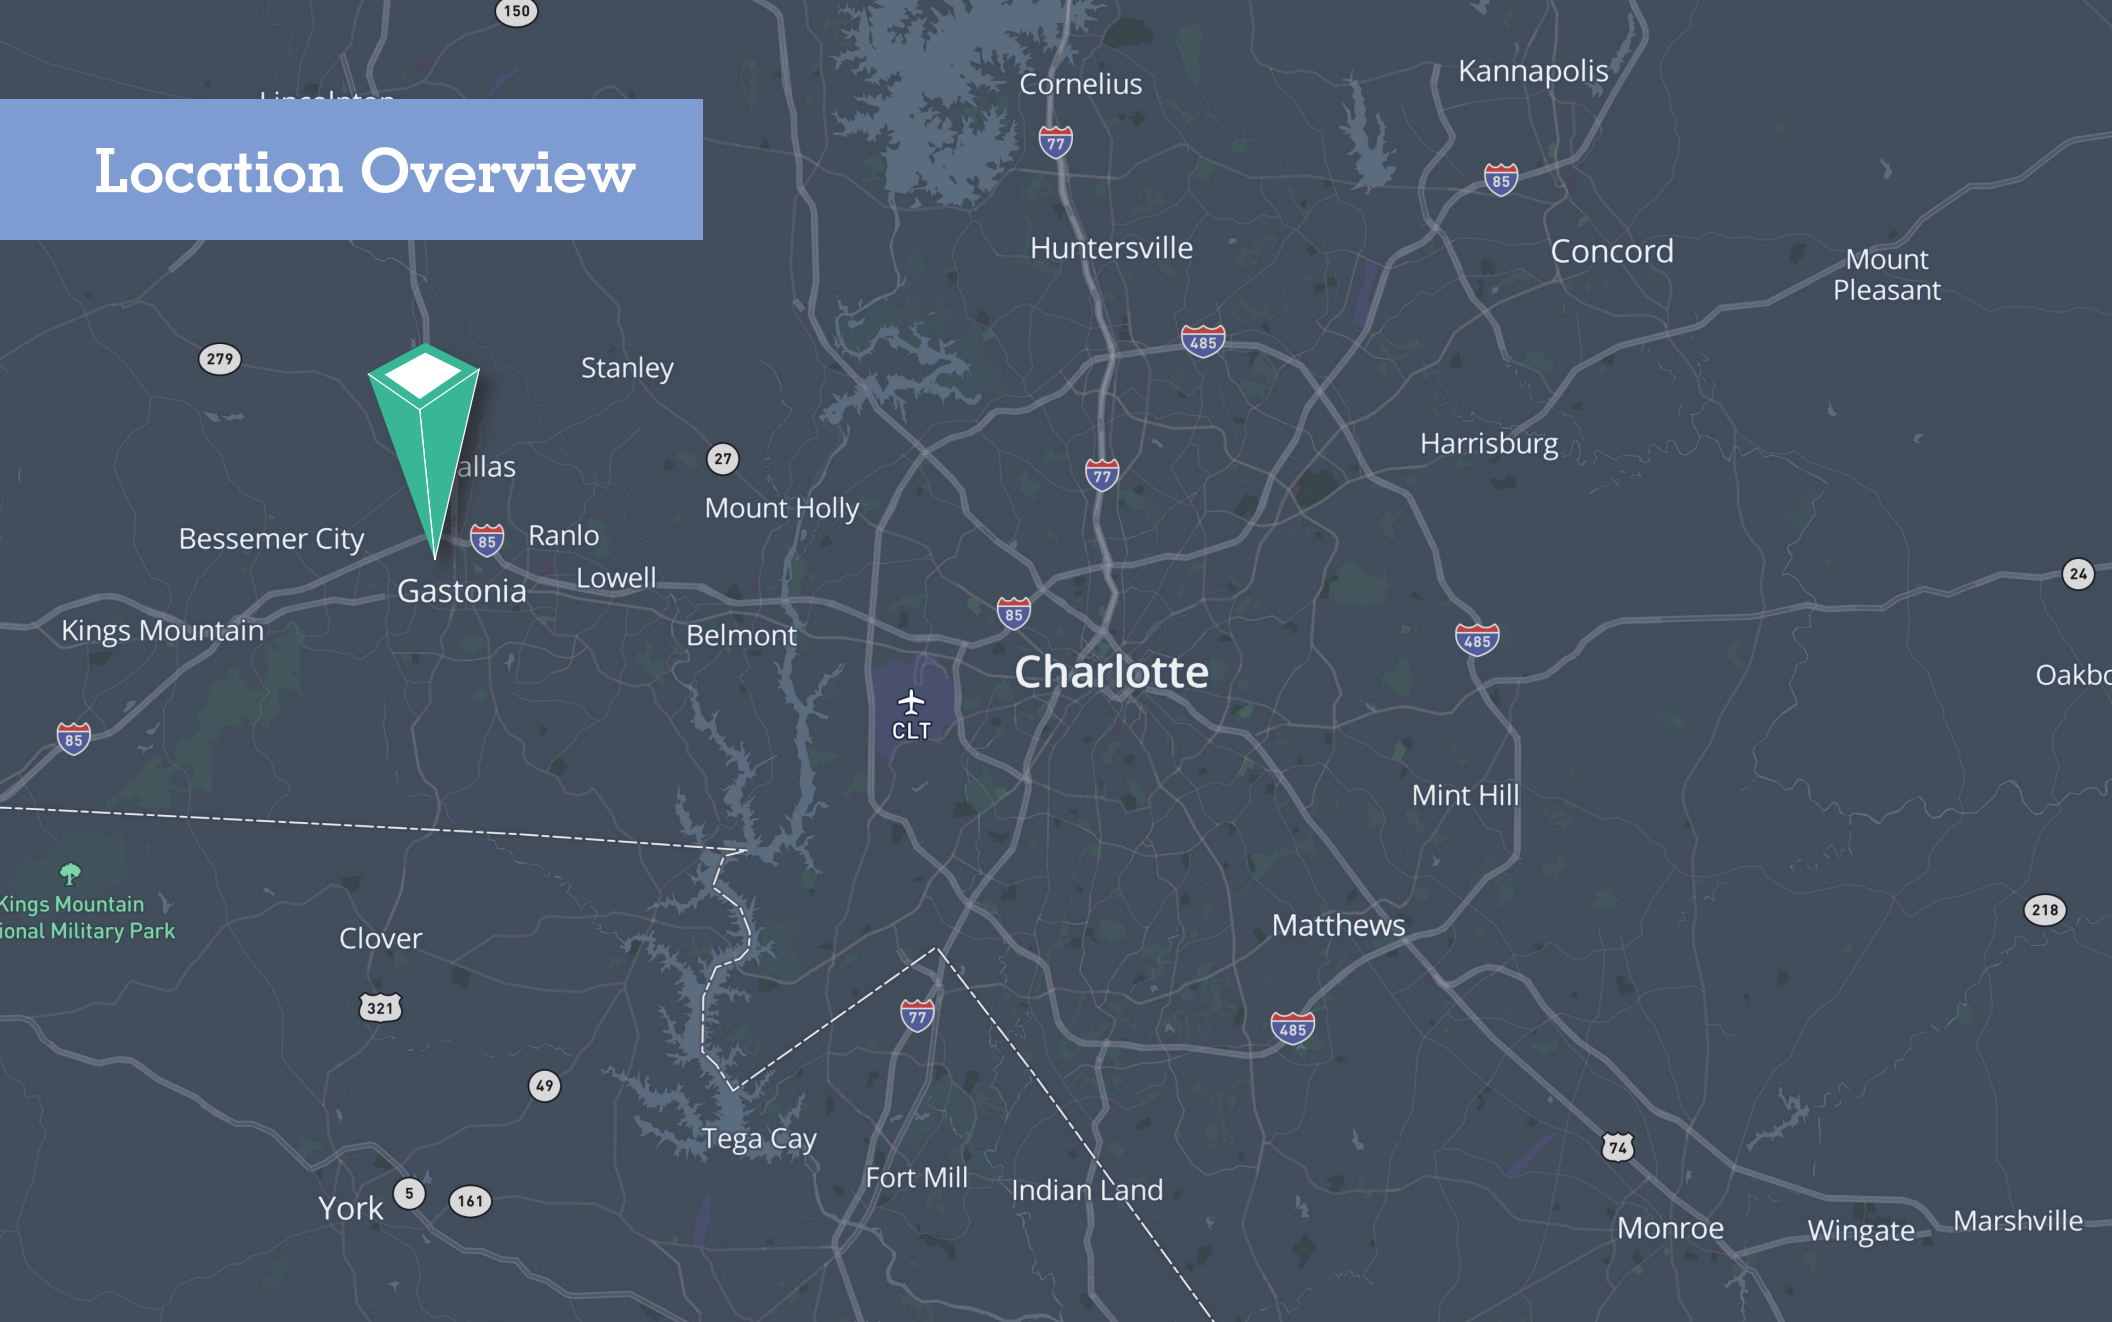 150
Cornelius
Kannapolis
77
Location Overview
85
Huntersville
Concord
Mount
Pleasant
485
279
Stanley
Harrisburg
27
allas
77
Mount Holly
Bessemer City
85
Ranlo
Lowell
24
Gastonia
85
Kings Mountain
Belmont
485
Charlotte
Oakbo
CLT
85
Mint Hill
Kings Mountain
ional Military Park
218
Matthews
Clover
321
77
485
49
Tega Cay
74
Fort Mill
Indian Land
5
161
York
Monroe
Wingate
Marshville